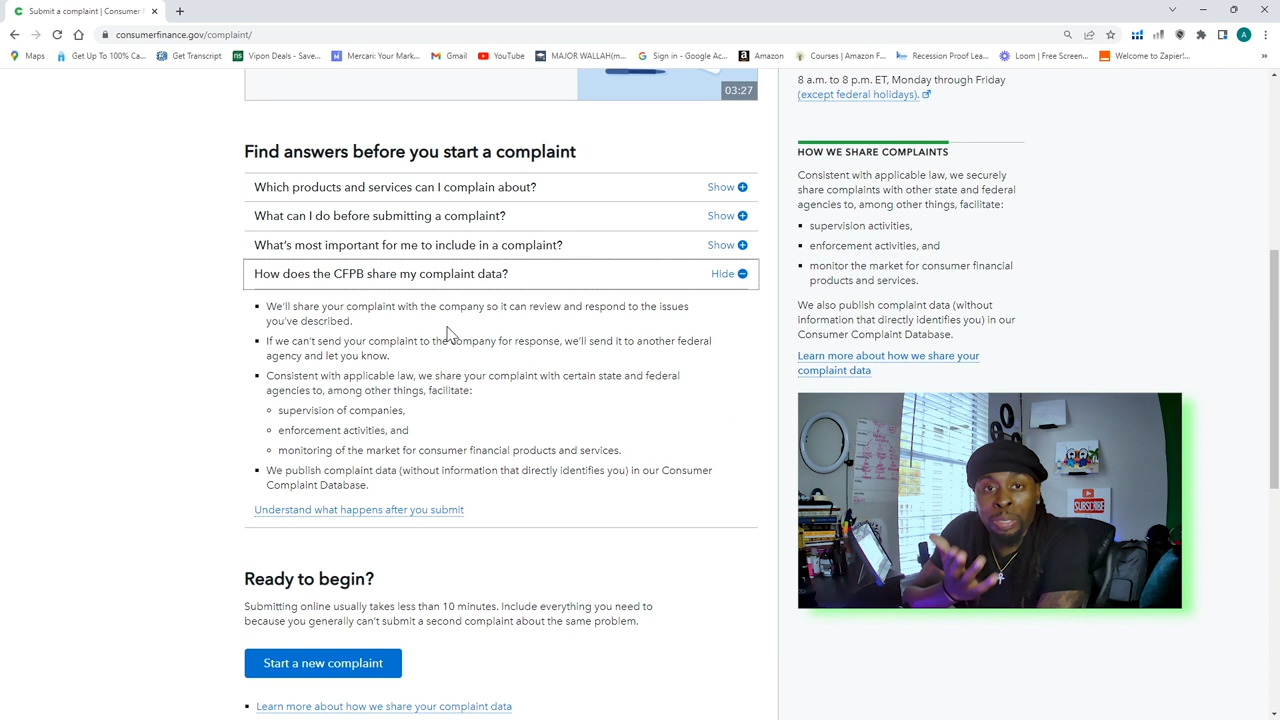 Submit a complaint | Consumer F
consumerfinance.gov/complaint/
Maps
Get Up To 100% Ca...
Get Transcript
Vipon Deals - Save...
Mercari: Your Mark...
Gmail
YouTube
MAJOR WALLAH(m...
Sign in - Google Ac...
Amazon
Courses | Amazon F...
Recession Proof Lea...
Loom | Free Screen...
Welcome to Zapier!...
A
03:27
Find answers before you start a complaint
Which products and services can I complain about?
Show
What can I do before submitting a complaint?
Show
What's most important for me to include in a complaint?
Show
How does the CFPB share my complaint data?
Hide
We'll share your complaint with the company so it can review and respond to the issues
you've described.
If we can't send your complaint to the company for response, we'll send it to another federal
agency and let you know.
Consistent with applicable law, we share your complaint with certain state and federal
agencies to, among other things, facilitate:
supervision of companies,
enforcement activities, and
monitoring of the market for consumer financial products and services.
We publish complaint data (without information that directly identifies you) in our Consumer
Complaint Database.
Understand what happens after you submit
Ready to begin?
Submitting online usually takes less than 10 minutes. Include everything you need to
because you generally can't submit a second complaint about the same problem.
Start a new complaint
Learn more about how we share your complaint data
8 a.m. to 8 p.m. ET, Monday through Friday
(except federal holidays).
HOW WE SHARE COMPLAINTS
Consistent with applicable law, we securely
share complaints with other state and federal
agencies to, among other things, facilitate:
supervision activities,
enforcement activities, and
monitor the market for consumer financial
products and services.
We also publish complaint data (without
information that directly identifies you) in our
Consumer Complaint Database.
Learn more about how we share your
complaint data
SUBSCRIBE